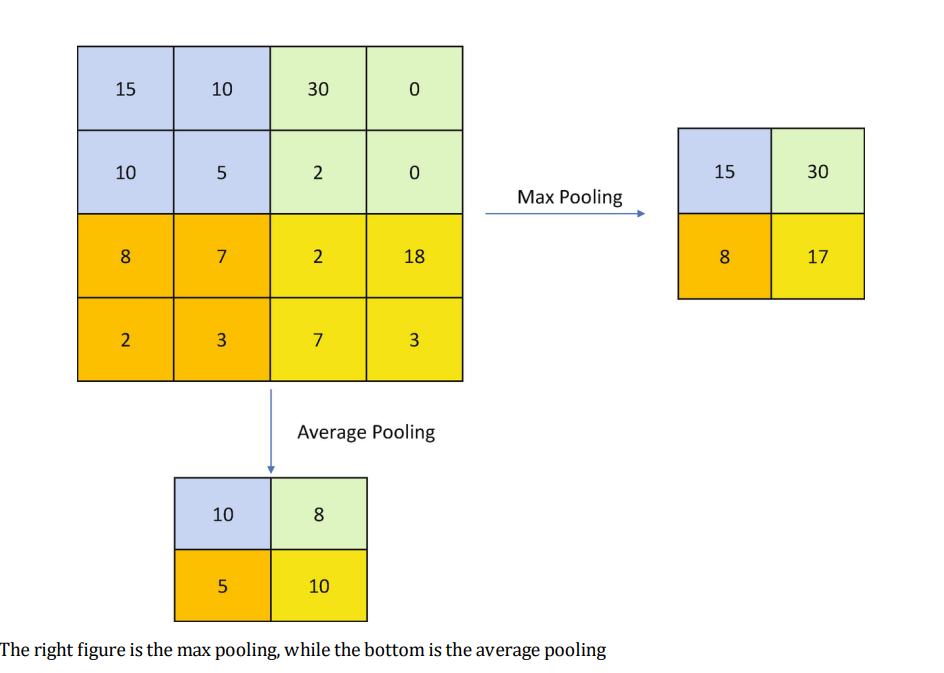 15 10 30 0
10 5 2 0
8 7 2 18
2 3 7 3
Max Pooling
15 30
8 17
Average Pooling
10 8
5 10
The right figure is the max pooling, while the bottom is the average pooling